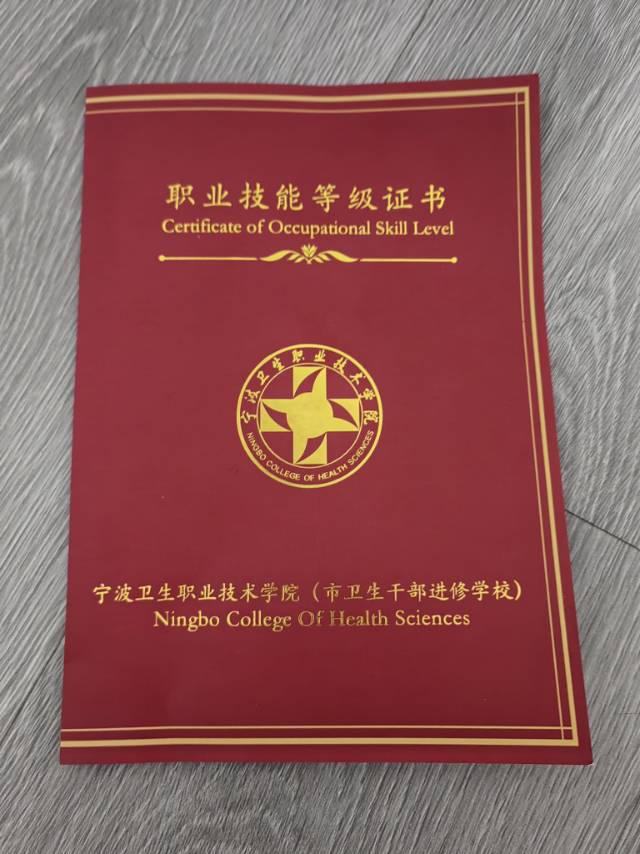 职业技能等级证书
Certificate of Occupational Skill Level
宁波卫生职业技术学院
NINGBO COLLEGE OF HEALTH SCIENCES
宁波卫生职业技术学院（市卫生干部进修学校）
Ningbo College Of Health Sciences